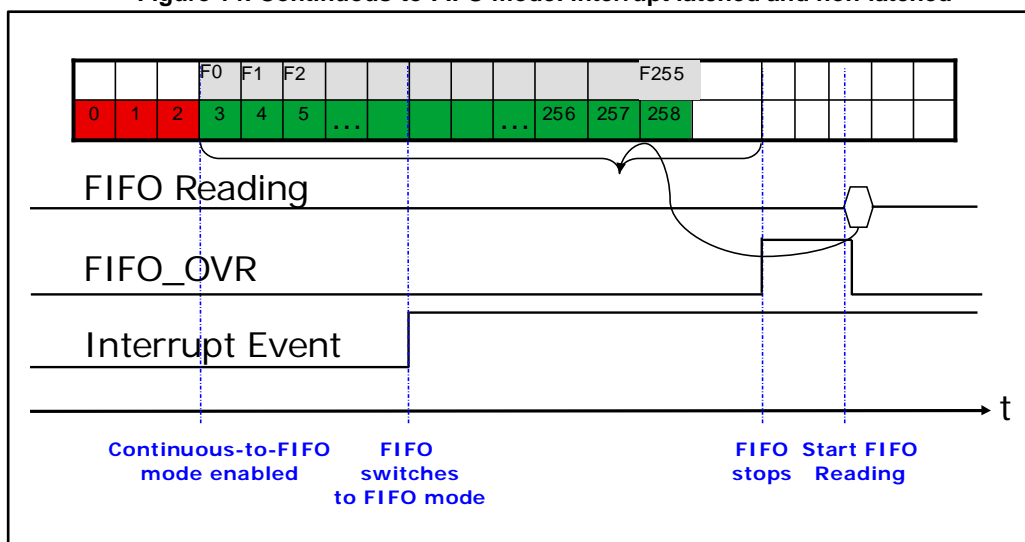 Figure Continuous-to-FIFO mode: interrupt latched and non-latched
F0 F1 F2 F255
0 1 2 3 4 5 ... ... 256 257 258
FIFO Reading
FIFO_OVR
Interrupt Event
t
Continuous-to-FIFO
mode enabled
FIFO
switches
to FIFO mode
FIFO
stops
Start FIFO
Reading